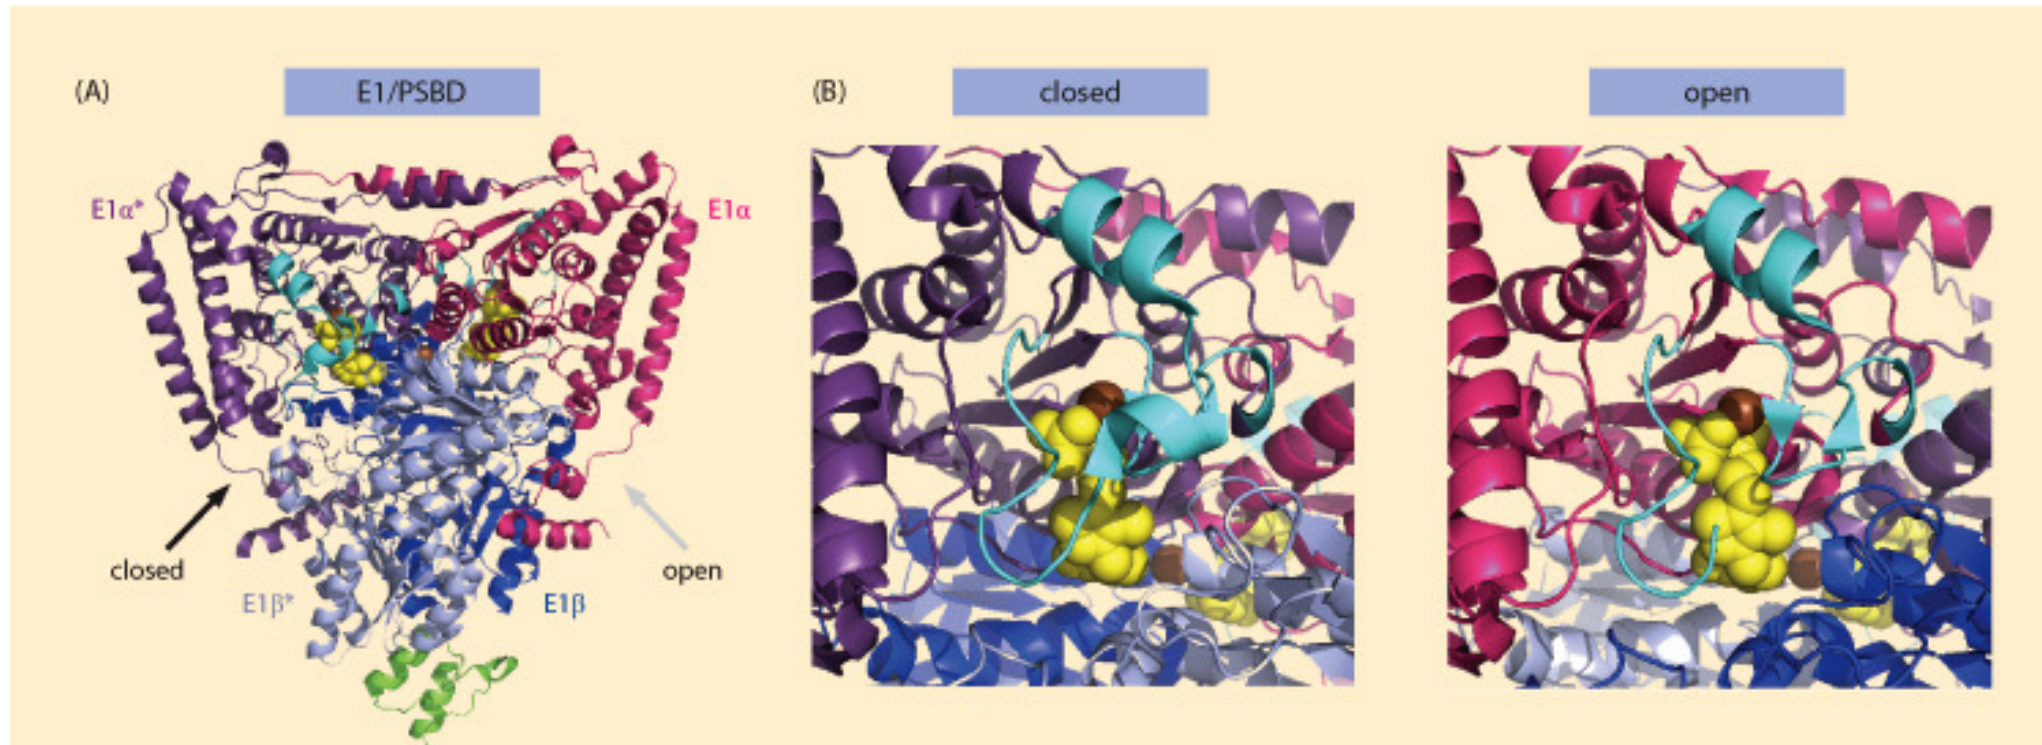 (A)
E1/PSBD
E1α*
E1α
closed
open
E1β*
E1β
(B)
closed
open